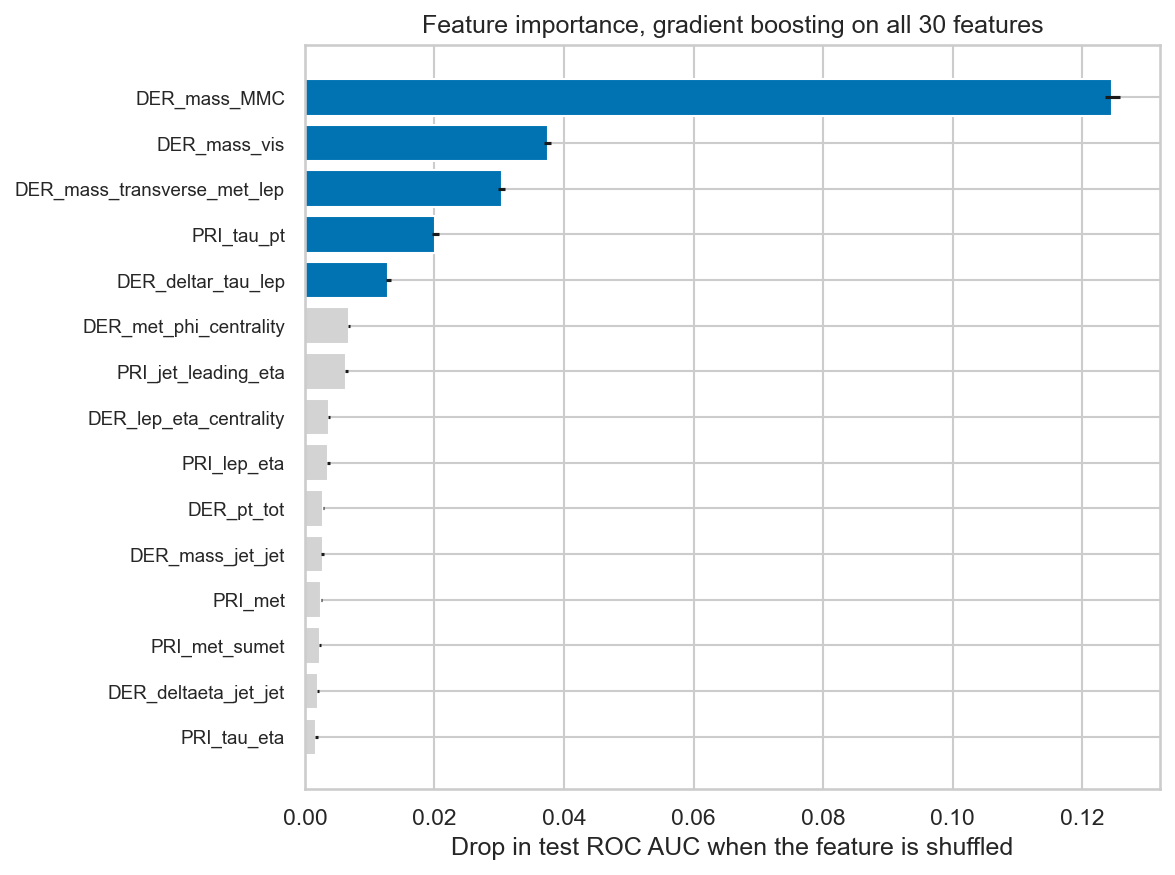 Feature importance, gradient boosting on all 30 features
DER_mass_MMC
DER_mass_vis
DER_mass_transverse_met_lep
PRI_tau_pt
DER_deltar_tau_lep
DER_met_phi_centrality
PRI_jet_leading_eta
DER_lep_eta_centrality
PRI_lep_eta
DER_pt_tot
DER_mass_jet_jet
PRI_met
PRI_met_sumet
DER_deltaeta_jet_jet
PRI_tau_eta
0.00 0.02 0.04 0.06 0.08 0.10 0.12
Drop in test ROC AUC when the feature is shuffled